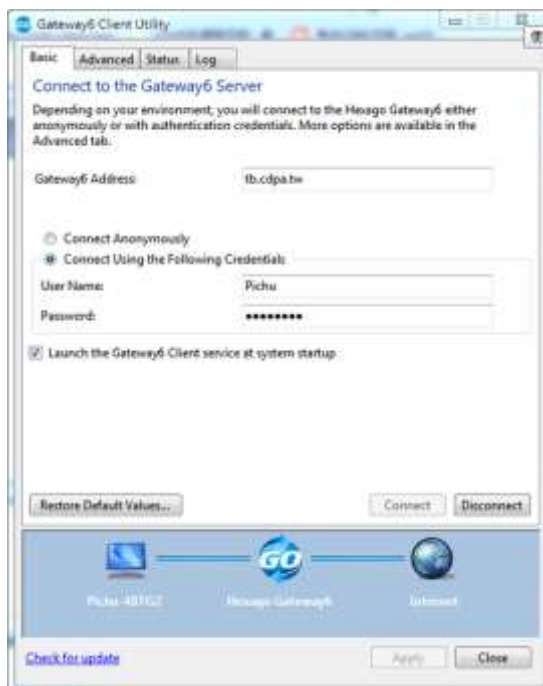 Gateway6 Client Utility
Basic Advanced Status Log
Connect to the Gateway6 Server
Depending on your environment, you will connect to the Hexago Gateway6 either
anonymously or with authentication credentials. More options are available in the
Advanced tab.
Gateway6 Address: tb.cdpa.tw
Connect Anonymously
Connect Using the Following Credentials
User Name: Pichu
Password: ●●●●●●●●
Launch the Gateway6 Client service at system startup
Restore Default Values... Connect Disconnect
GO
Hexago Gateway6 Internet
Check for update Apply Close